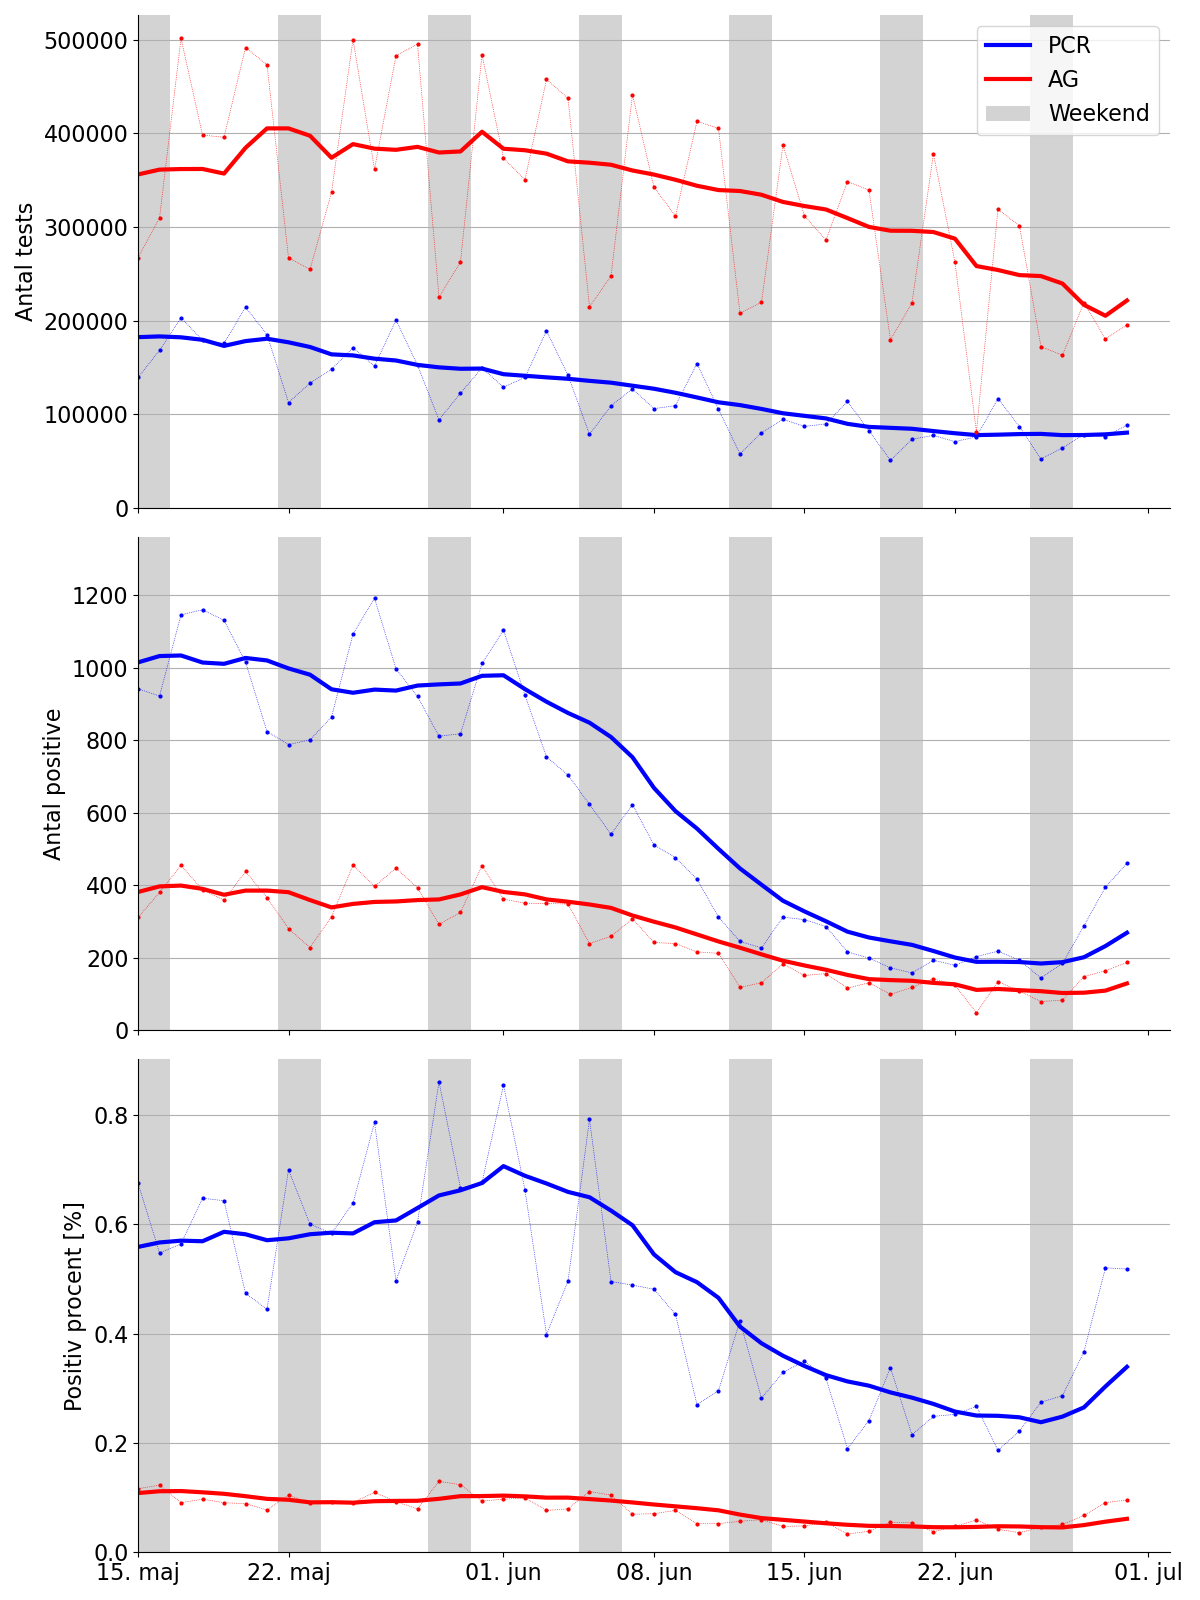 500000
400000
300000
200000
100000
0
Antal tests
PCR
AG
Weekend
1200
1000
800
600
400
200
0
Antal positive
0.8
0.6
0.4
0.2
0.0
Positiv procent [%]
15. maj
22. maj
01. jun
08. jun
15. jun
22. jun
01. jul